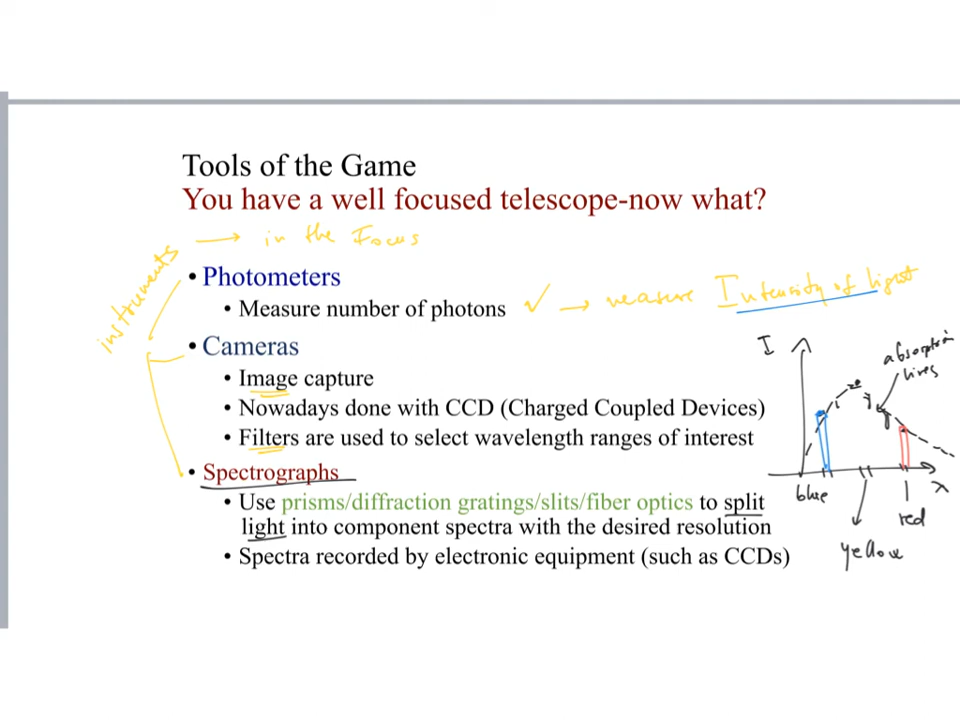 Tools of the Game
You have a well focused telescope-now what?
instruments → in the Focus
• Photometers
• Measure number of photons ✓ → measure Intensity of light
• Cameras
• Image capture
• Nowadays done with CCD (Charged Coupled Devices)
• Filters are used to select wavelength ranges of interest
• Spectrographs
• Use prisms/diffraction gratings/slits/fiber optics to split
light into component spectra with the desired resolution
• Spectra recorded by electronic equipment (such as CCDs)
I
absorption
lines
λ
blue
red
yellow